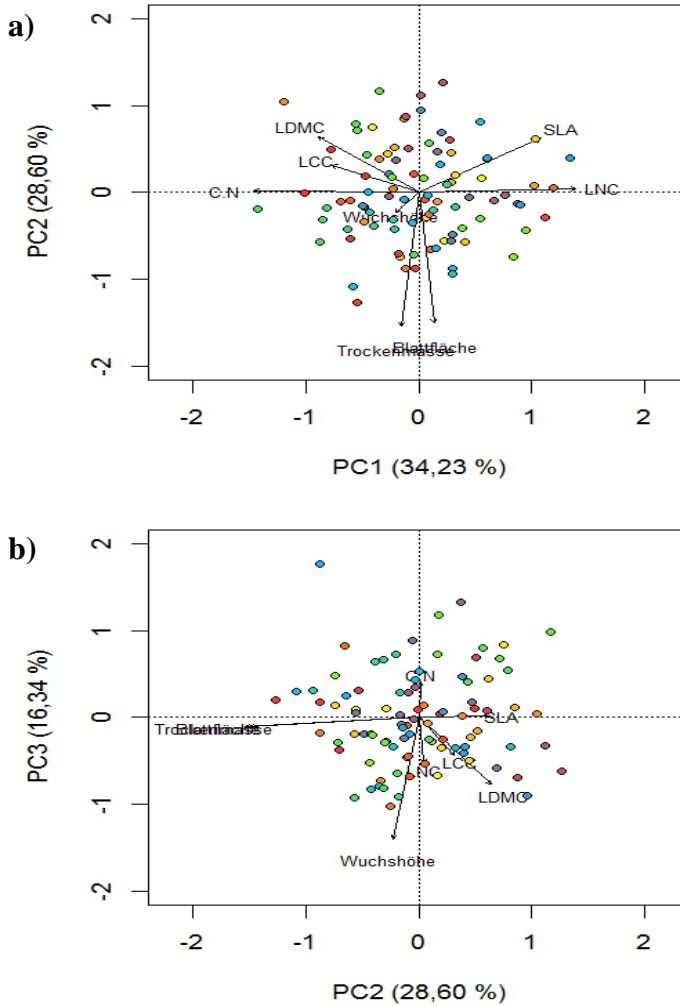 a)
2
1
0
-1
-2
PC2 (28,60 %)
LDMC
LCC
C.N
SLA
LNC
Wuchshöhe
Trockenmasse
Blattfläche
-2
-1
0
1
2
PC1 (34,23 %)
b)
2
1
0
-1
-2
PC3 (16,34 %)
C.N
SLA
Trockenmasse
Blattfläche
LCC
LNC
LDMC
Wuchshöhe
-2
-1
0
1
2
PC2 (28,60 %)